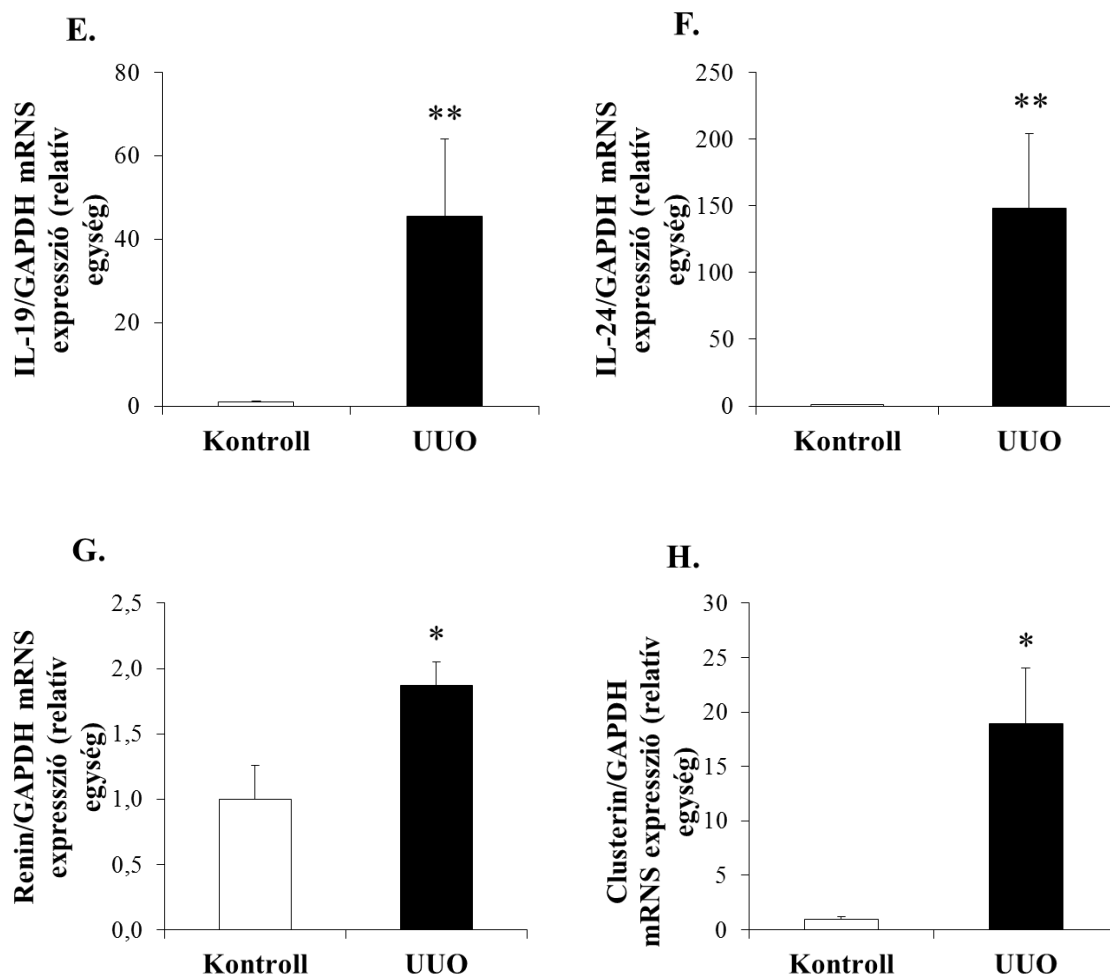 E.
IL-19/GAPDH mRNS
expresszió (relatív
egység)
80
60
40
20
0
**
Kontroll
UUO
F.
IL-24/GAPDH mRNS
expresszió (relatív
egység)
250
200
150
100
50
0
**
Kontroll
UUO
G.
Renin/GAPDH mRNS
expresszió (relatív
egység)
2,5
2,0
1,5
1,0
0,5
0,0
*
Kontroll
UUO
H.
Clusterin/GAPDH
mRNS expresszió (relatív
egység)
30
25
20
15
10
5
0
*
Kontroll
UUO